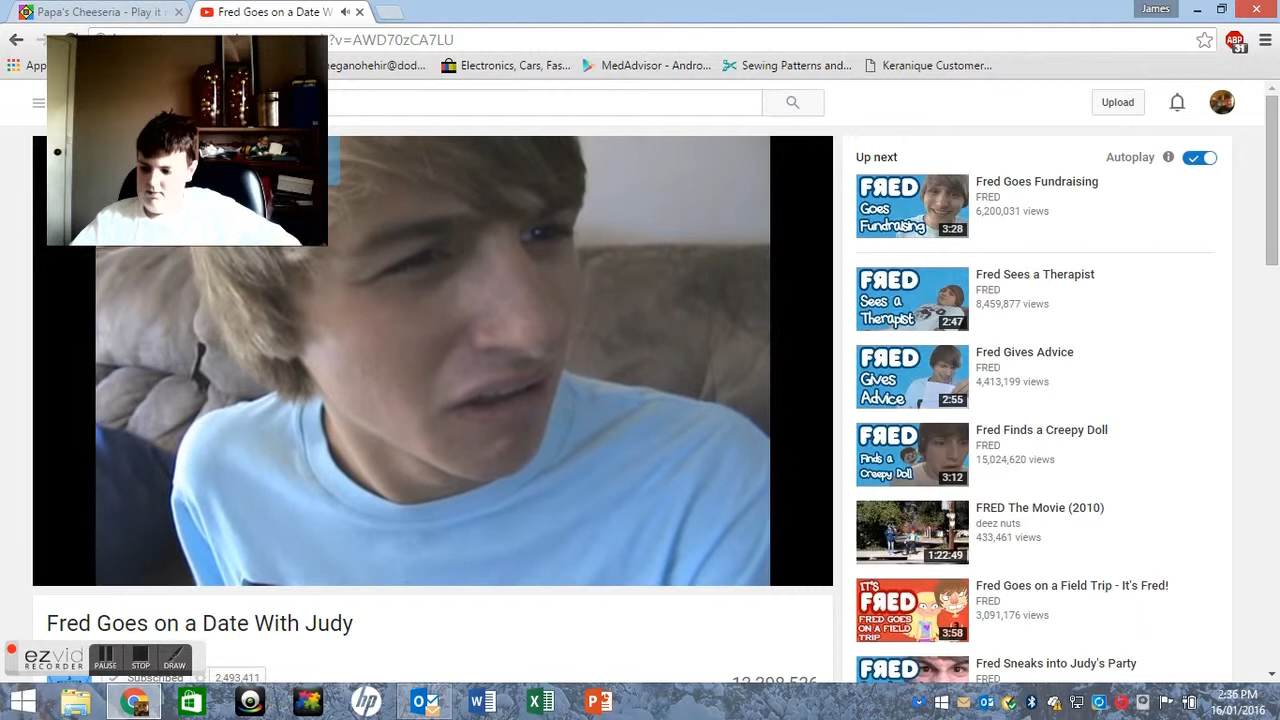 Papa's Cheeseria - Play it
Fred Goes on a Date Wit
James
?v=AWD70zCA7LU
ABP
31
App
neganohehir@dod...
Electronics, Cars, ...
MedAdvisor - Andro...
Sewing Patterns and...
Keranique Customer...
Upload
Up next
Autoplay
FRED
Goes
Fundraising
3:28
Fred Goes Fundraising
FRED
6,200,031 views
FRED
Sees a
Therapist
2:47
Fred Sees a Therapist
FRED
8,459,877 views
FRED
Gives
Advice
2:55
Fred Gives Advice
FRED
4,413,199 views
FRED
Finds a
Creepy Doll
3:12
Fred Finds a Creepy Doll
FRED
15,024,620 views
1:22:49
FRED The Movie (2010)
deez nuts
433,461 views
IT'S
FRED
FRED GOES
ON A FIELD
TRIP
3:58
Fred Goes on a Field Trip - It's Fred!
FRED
3,091,176 views
FRED
Fred Sneaks into Judy's Party
FRED
Fred Goes on a Date With Judy
ezvid
RECORDER
PAUSE
STOP
DRAW
Subscribed
2,493,411
2:36 PM
16/01/2016